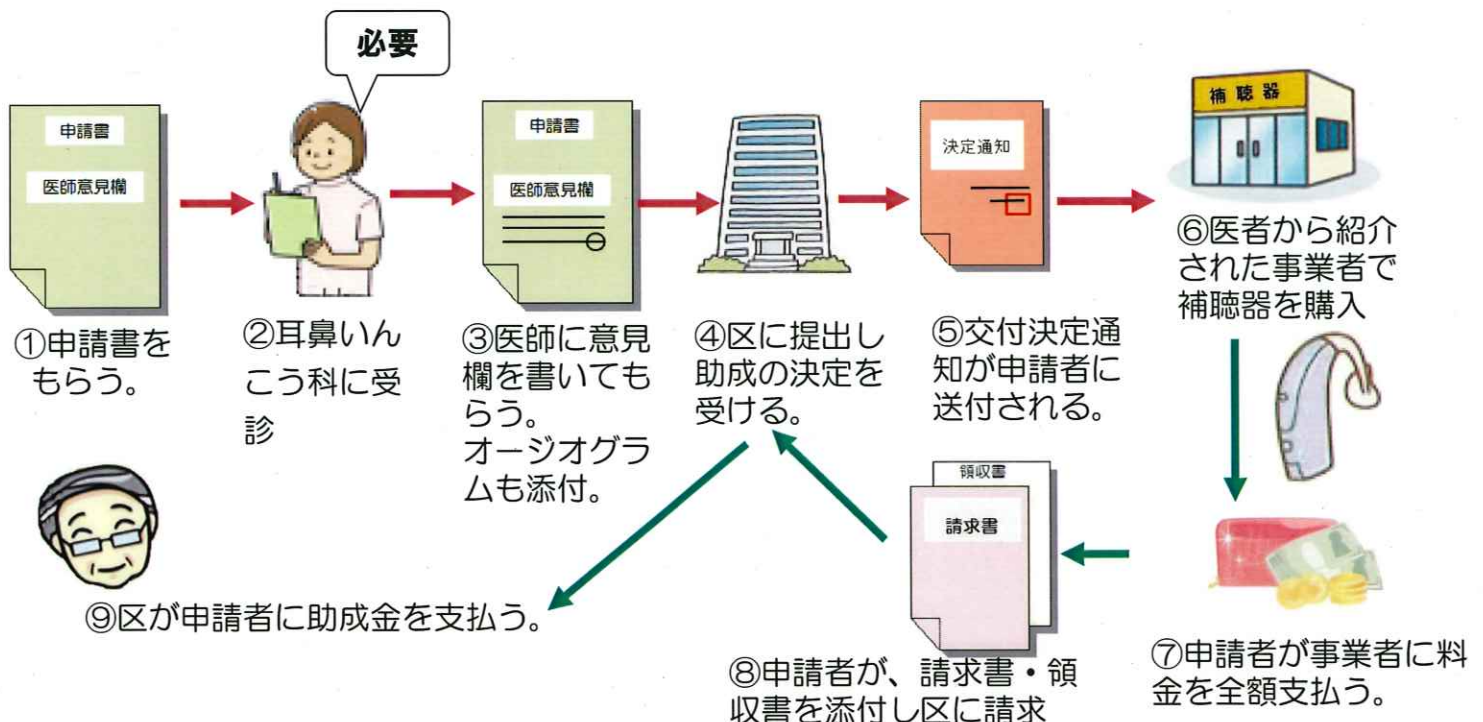 必要
申請書
医師意見欄
申請書
医師意見欄
決定通知
補聴器
①申請書を
もらう。
②耳鼻いん
こう科に受
診
③医師に意見
欄を書いても
らう。
オージオグラ
ムも添付。
④区に提出し
助成の決定を
受ける。
⑤交付決定通
知が申請者に
送付される。
⑥医者から紹介
された事業者で
補聴器を購入
領収書
請求書
⑦申請者が事業者に料
金を全額支払う。
⑧申請者が、請求書・領
収書を添付し区に請求
⑨区が申請者に助成金を支払う。